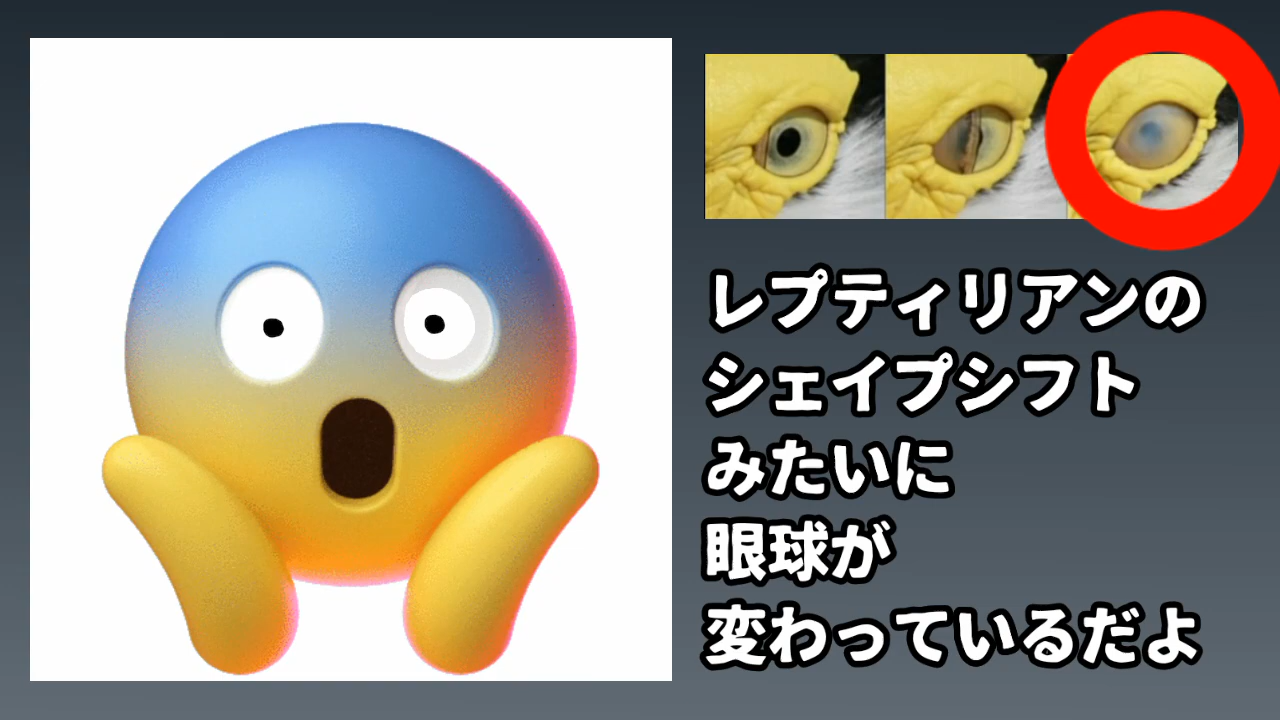 レプティリアンの
シェイプシフト
みたいに
眼球が
変わっているだよ